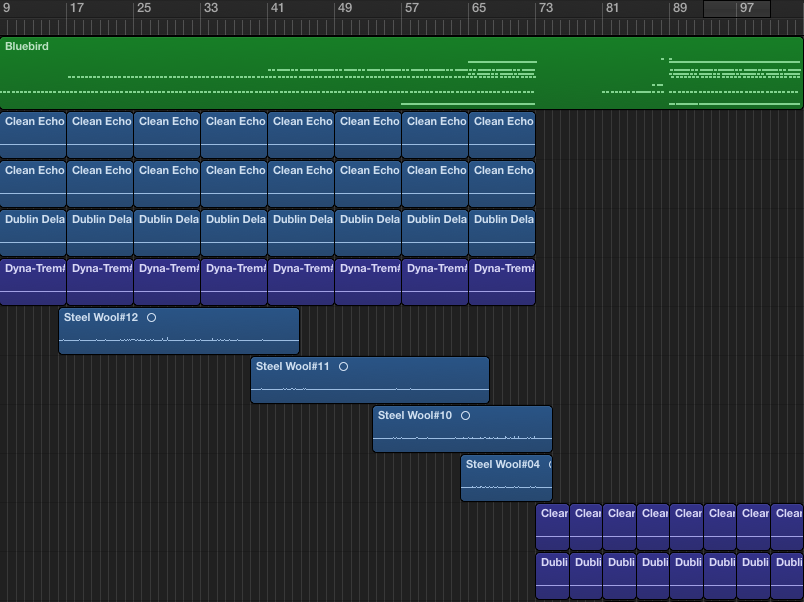 9 17 25 33 41 49 57 65 73 81 89 97
Bluebird
Clean Echo Clean Echo Clean Echo Clean Echo Clean Echo Clean Echo Clean Echo Clean Echo
Clean Echo Clean Echo Clean Echo Clean Echo Clean Echo Clean Echo Clean Echo Clean Echo
Dublin Dela Dublin Dela Dublin Dela Dublin Dela Dublin Dela Dublin Dela Dublin Dela Dublin Dela
Dyna-Trem# Dyna-Trem# Dyna-Trem# Dyna-Trem# Dyna-Trem# Dyna-Trem# Dyna-Trem# Dyna-Trem#
Steel Wool#12
Steel Wool#11
Steel Wool#10
Steel Wool#04
Clear Clear Clear Clear Clear Clear Clear Clear
Dubli Dubli Dubli Dubli Dubli Dubli Dubli Dubli